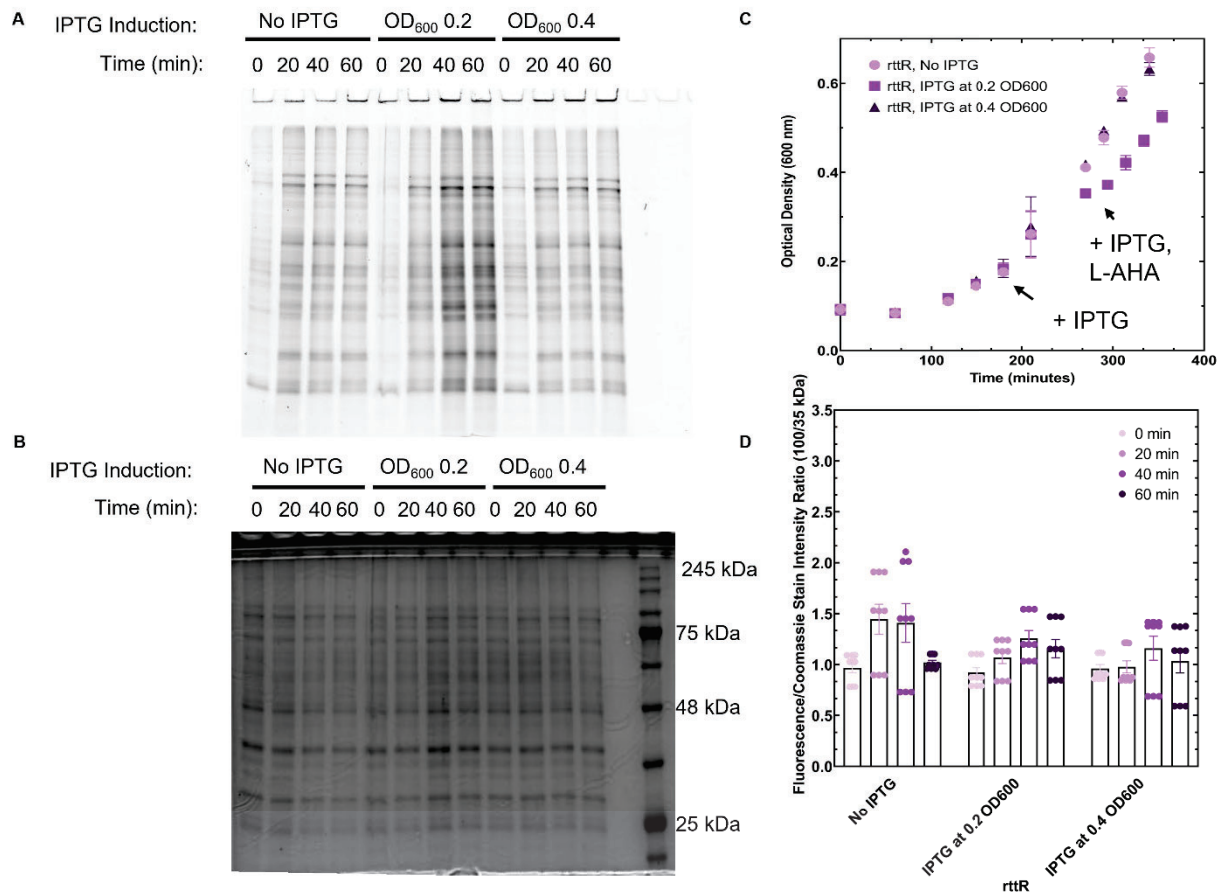 A
IPTG Induction:
No IPTG
OD600 0.2
OD600 0.4
Time (min):
0 20 40 60 0 20 40 60 0 20 40 60
B
IPTG Induction:
No IPTG
OD600 0.2
OD600 0.4
Time (min):
0 20 40 60 0 20 40 60 0 20 40 60
245 kDa
75 kDa
48 kDa
25 kDa
C
rttR, No IPTG
rttR, IPTG at 0.2 OD600
rttR, IPTG at 0.4 OD600
Optical Density (600 nm)
0.6
0.4
0.2
0.0
+ IPTG,
L-AHA
+ IPTG
0 100 200 300 400
Time (minutes)
D
Fluorescence/Coomassie Stain Intensity Ratio (100/35 kDa)
3.5
3.0
2.5
2.0
1.5
1.0
0.5
0.0
0 min
20 min
40 min
60 min
No IPTG
IPTG at 0.2 OD600
IPTG at 0.4 OD600
rttR